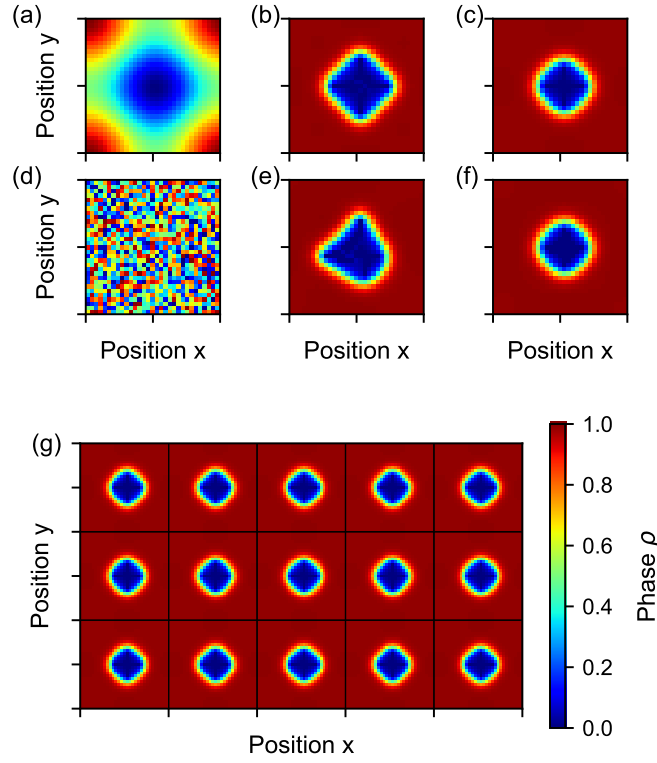 (a)
(b)
(c)
Position y
(d)
(e)
(f)
Position y
Position x
Position x
Position x
(g)
Position y
Position x
1.0
0.8
0.6
0.4
0.2
0.0
Phase ρ